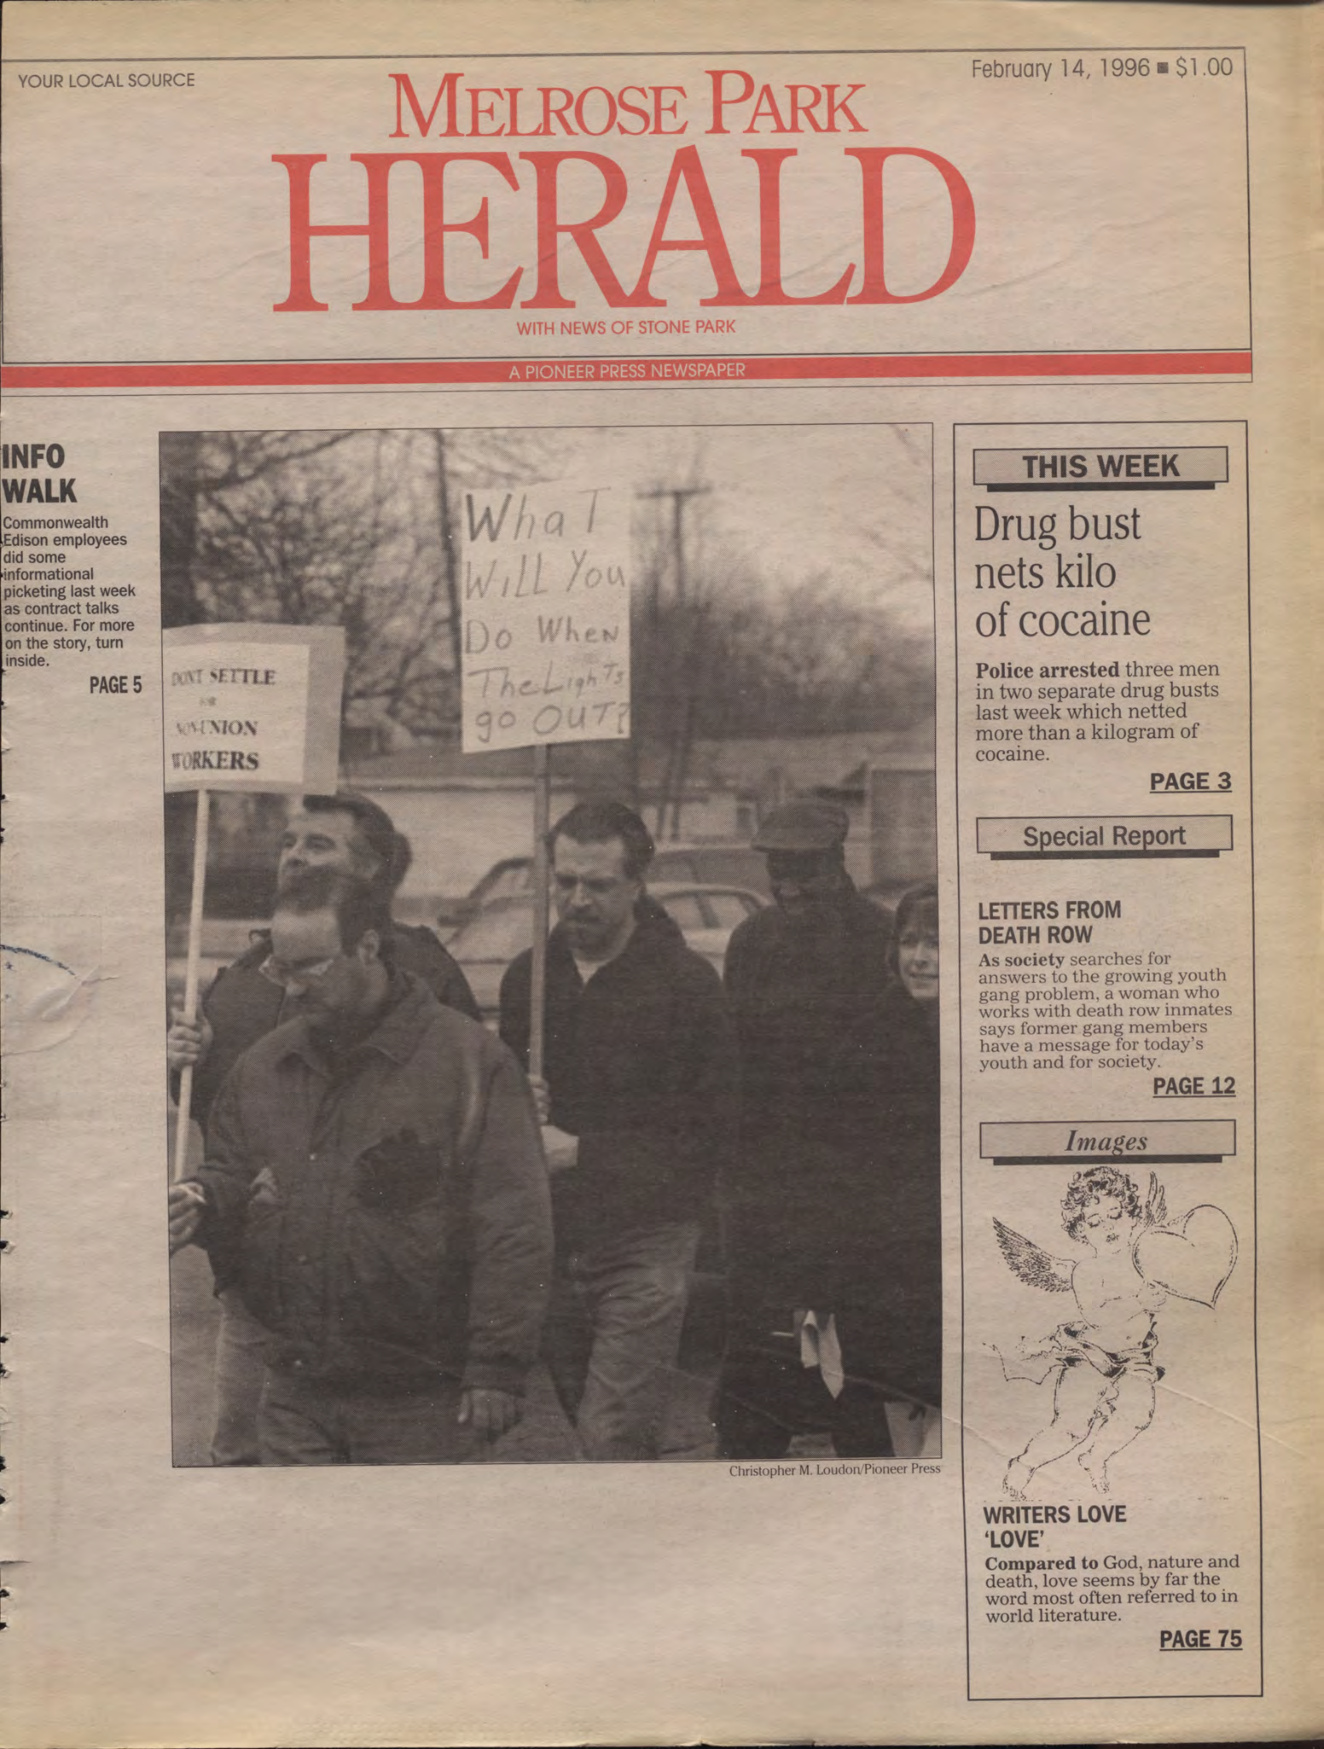 YOUR LOCAL SOURCE
February 14, 1996 ■ $1.00
MELROSE PARK
HERALD
WITH NEWS OF STONE PARK
A PIONEER PRESS NEWSPAPER
INFO
WALK
Commonwealth
Edison employees
did some
informational
picketing last week
as contract talks
continue. For more
on the story, turn
inside.
PAGE 5
DONT SETTLE
FOR
NON-UNION
WORKERS
WhaT
Will You
Do When
The Lights
go OUT?
Christopher M. Loudon/Pioneer Press
THIS WEEK
Drug bust
nets kilo
of cocaine
Police arrested three men
in two separate drug busts
last week which netted
more than a kilogram of
cocaine.
PAGE 3
Special Report
LETTERS FROM
DEATH ROW
As society searches for
answers to the growing youth
gang problem, a woman who
works with death row inmates
says former gang members
have a message for today's
youth and for society.
PAGE 12
Images
WRITERS LOVE
'LOVE'
Compared to God, nature and
death, love seems by far the
word most often referred to in
world literature.
PAGE 75